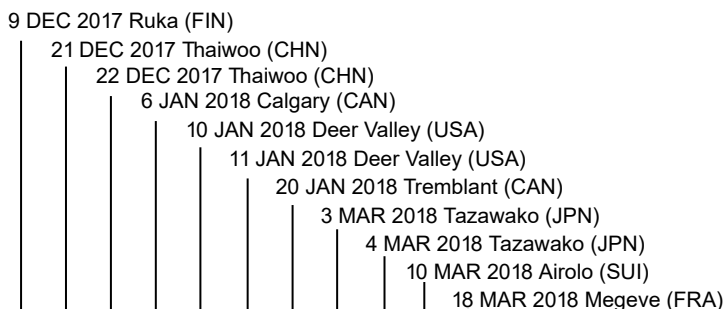 9 DEC 2017 Ruka (FIN)
21 DEC 2017 Thaiwoo (CHN)
22 DEC 2017 Thaiwoo (CHN)
6 JAN 2018 Calgary (CAN)
10 JAN 2018 Deer Valley (USA)
11 JAN 2018 Deer Valley (USA)
20 JAN 2018 Tremblant (CAN)
3 MAR 2018 Tazawako (JPN)
4 MAR 2018 Tazawako (JPN)
10 MAR 2018 Airolo (SUI)
18 MAR 2018 Megeve (FRA)